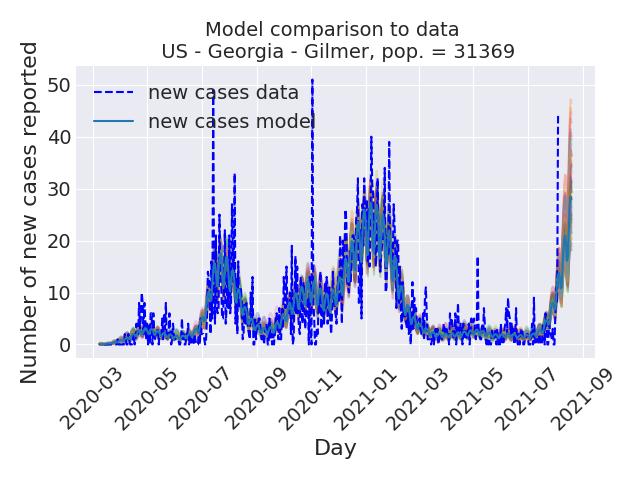 Model comparison to data
US - Georgia - Gilmer, pop. = 31369
Number of new cases reported
50
40
30
20
10
0
new cases data
new cases model
2020-03
2020-05
2020-07
2020-09
2020-11
2021-01
2021-03
2021-05
2021-07
2021-09
Day